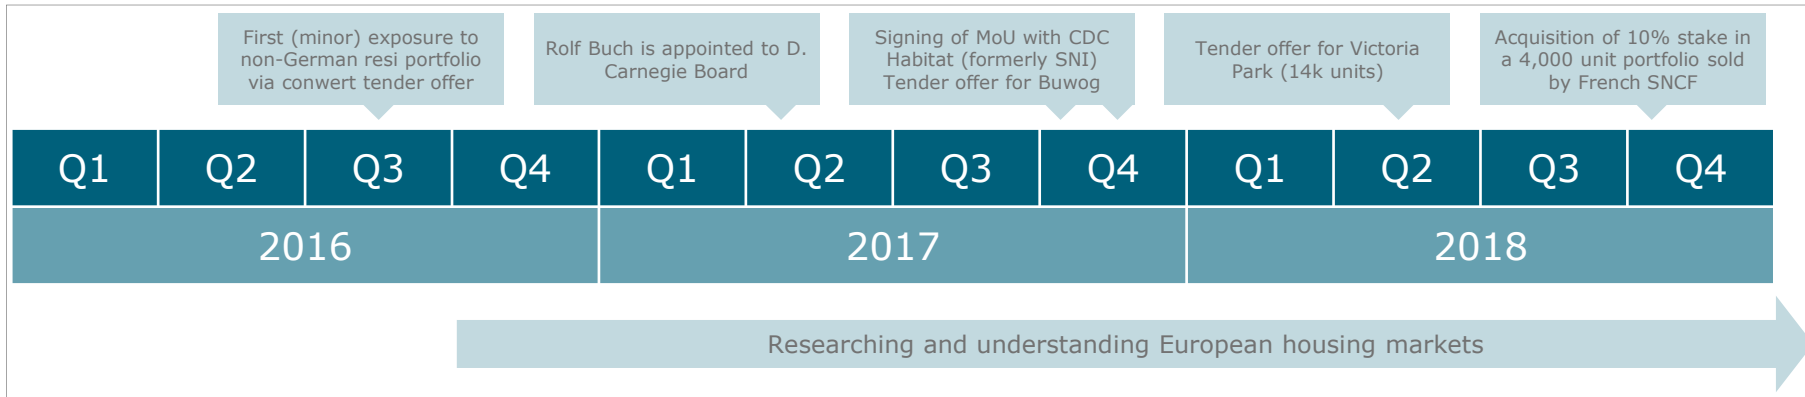 First (minor) exposure to
non-German resi portfolio
via conwert tender offer
Rolf Buch is appointed to D.
Carnegie Board
Signing of MoU with CDC
Habitat (formerly SNI)
Tender offer for Buwog
Tender offer for Victoria
Park (14k units)
Acquisition of 10% stake in
a 4,000 unit portfolio sold
by French SNCF
Q1 Q2 Q3 Q4 Q1 Q2 Q3 Q4 Q1 Q2 Q3 Q4
2016 2017 2018
Researching and understanding European housing markets